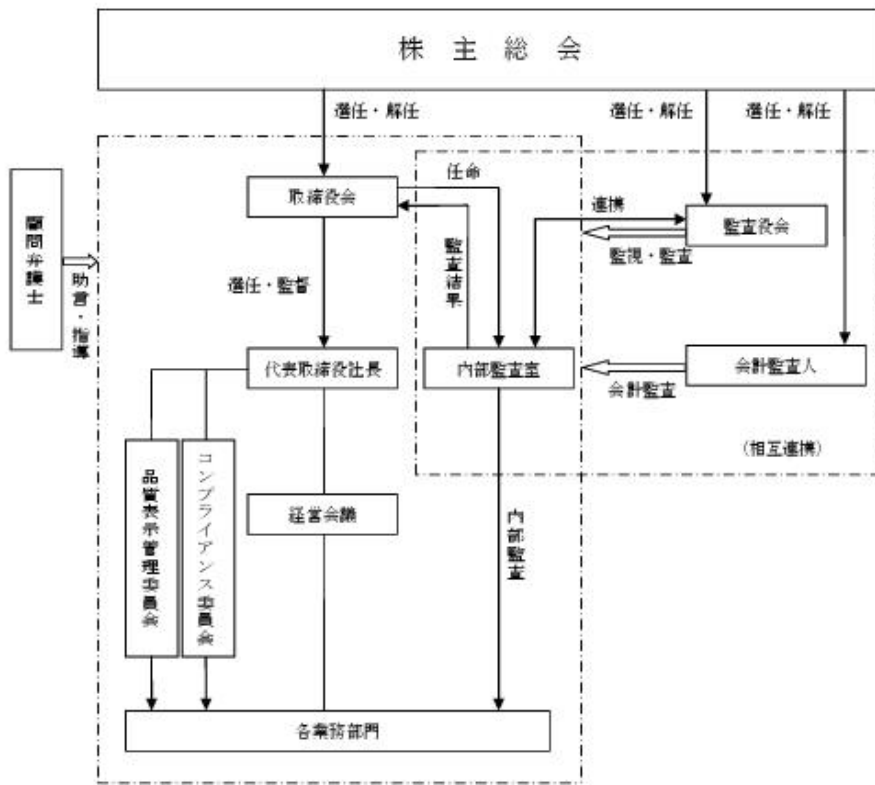 株主総会
選任・解任
選任・解任
選任・解任
任命
取締役会
連携
監査役会
監視・監査
監査結果
顧問弁護士
助言・指導
選任・監督
代表取締役社長
内部監査室
会計監査人
会計監査
(相互連携)
品質表示管理委員会
コンプライアンス委員会
経営会議
内部監査
各業務部門